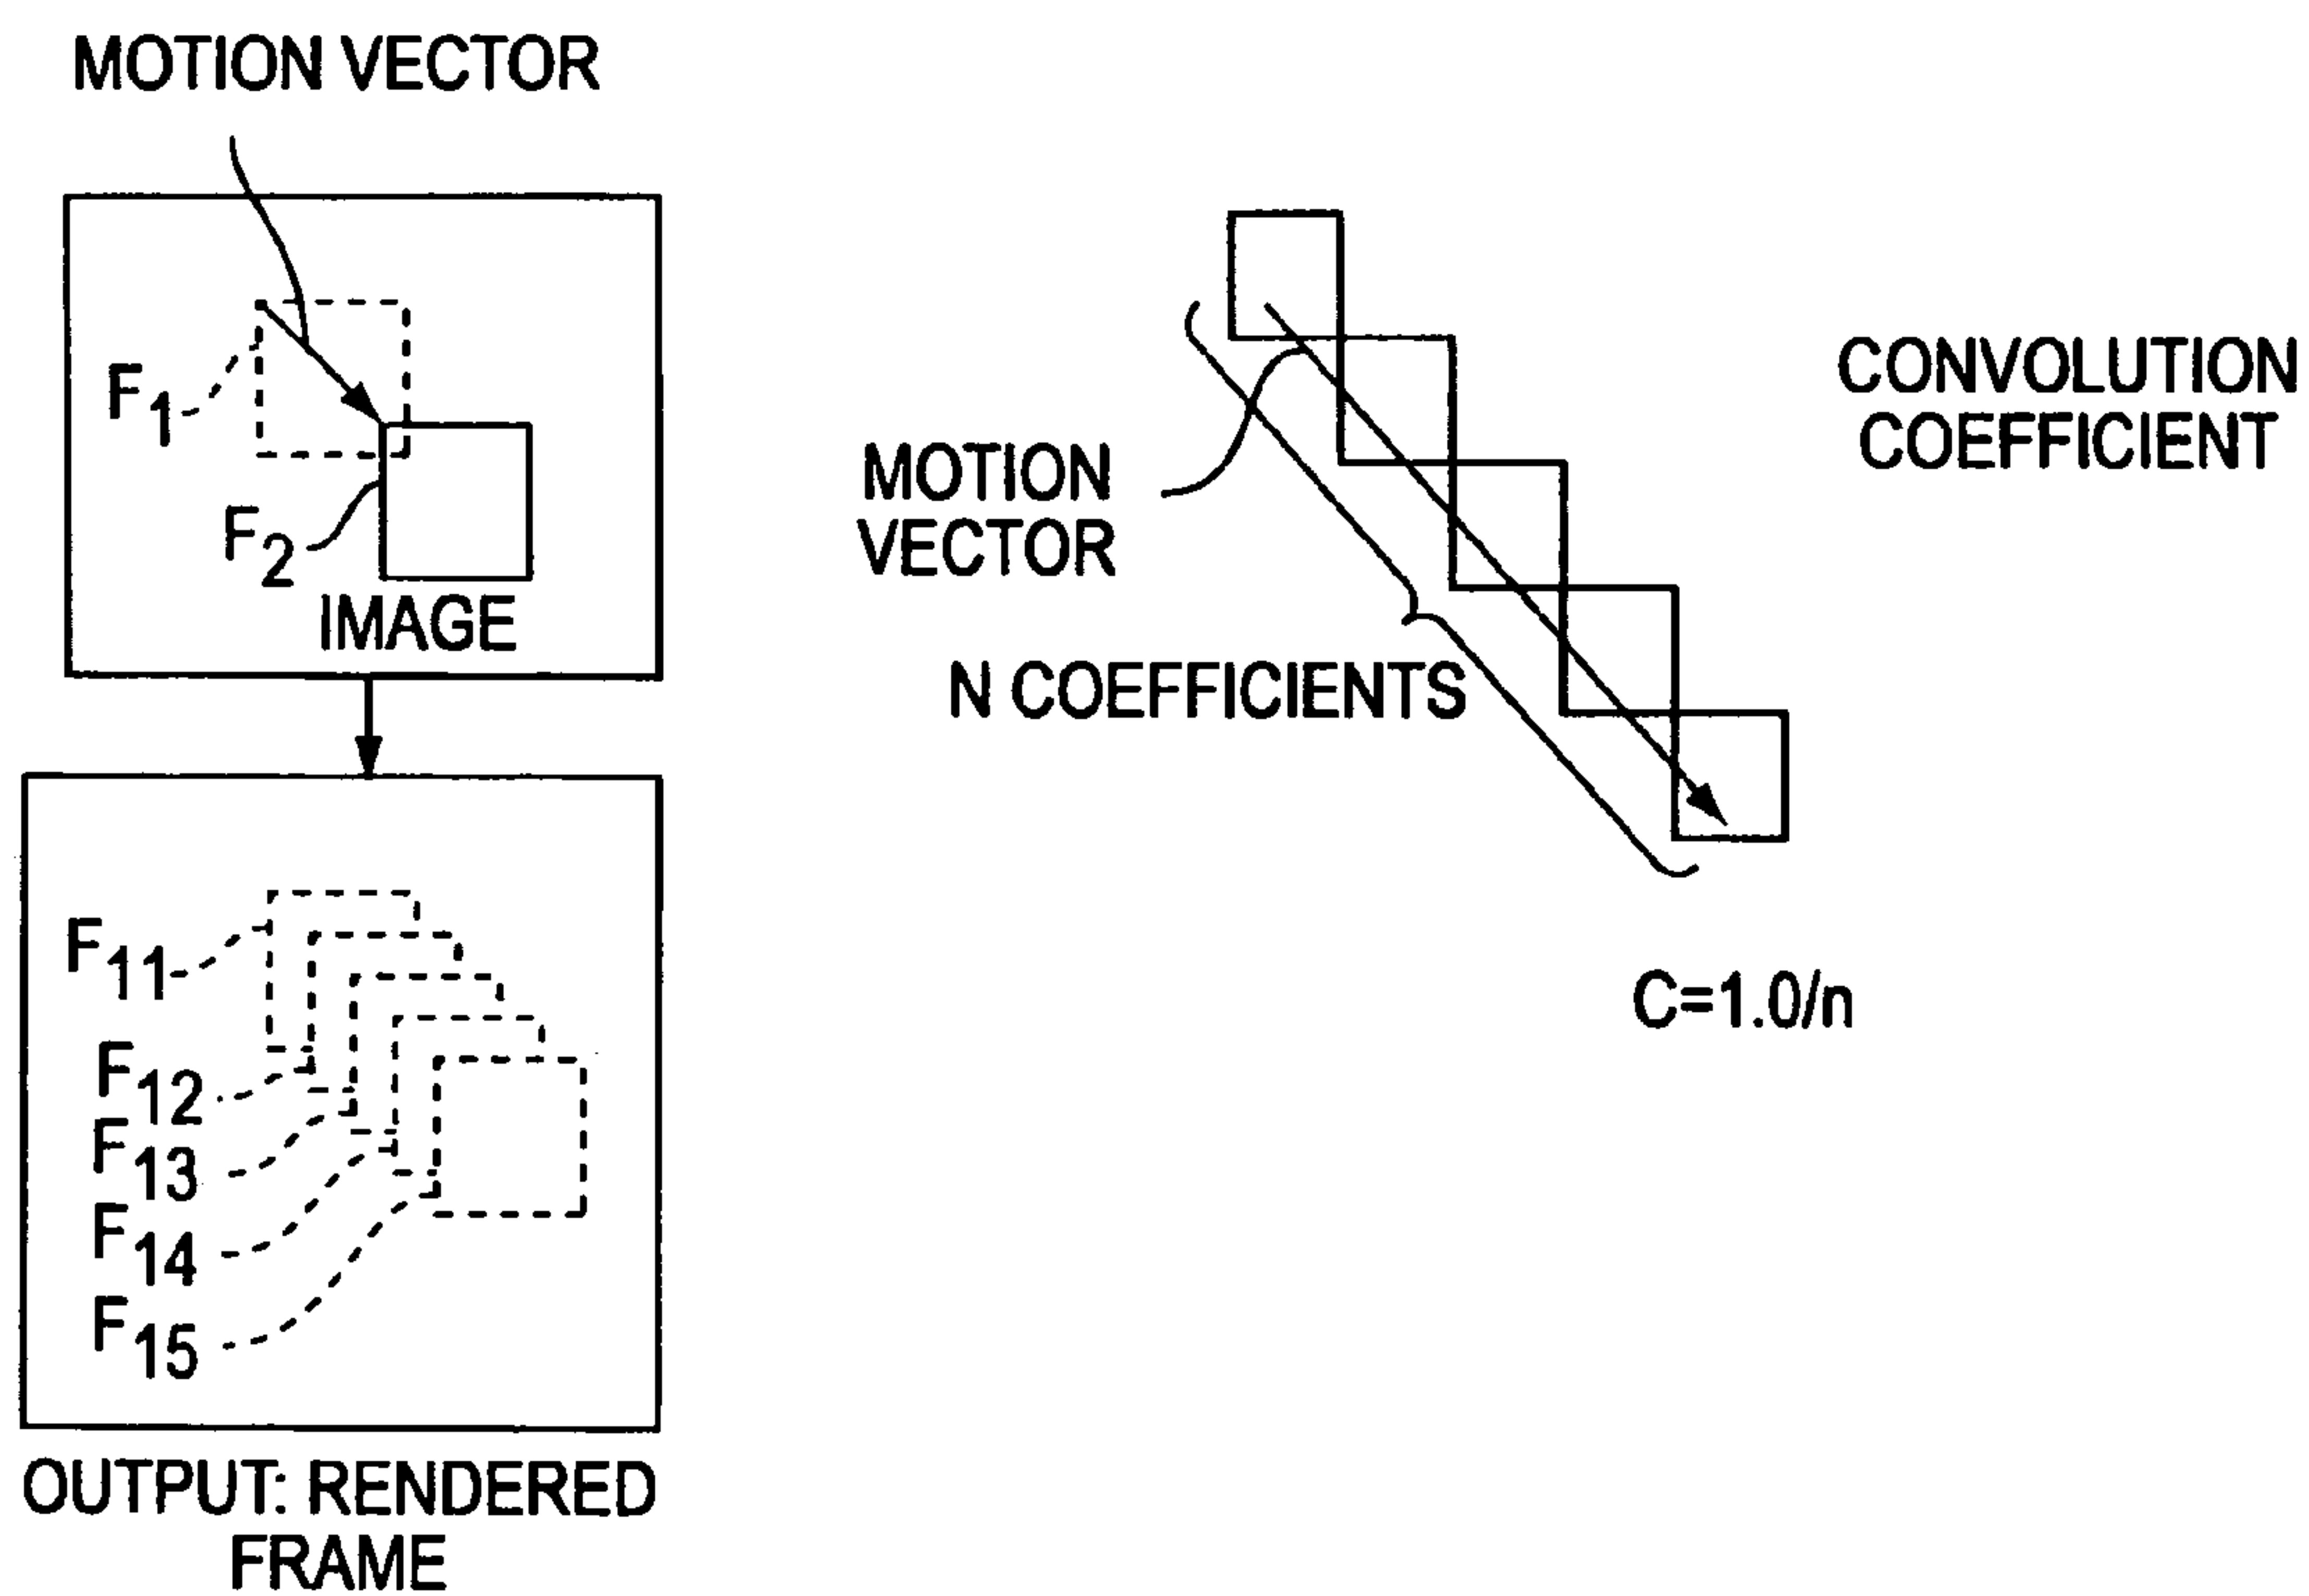 MOTION VECTOR
F1
F2
IMAGE
F11
F12
F13
F14
F15
OUTPUT: RENDERED
FRAME
MOTION
VECTOR
N COEFFICIENTS
CONVOLUTION
COEFFICIENT
C=1.0/n